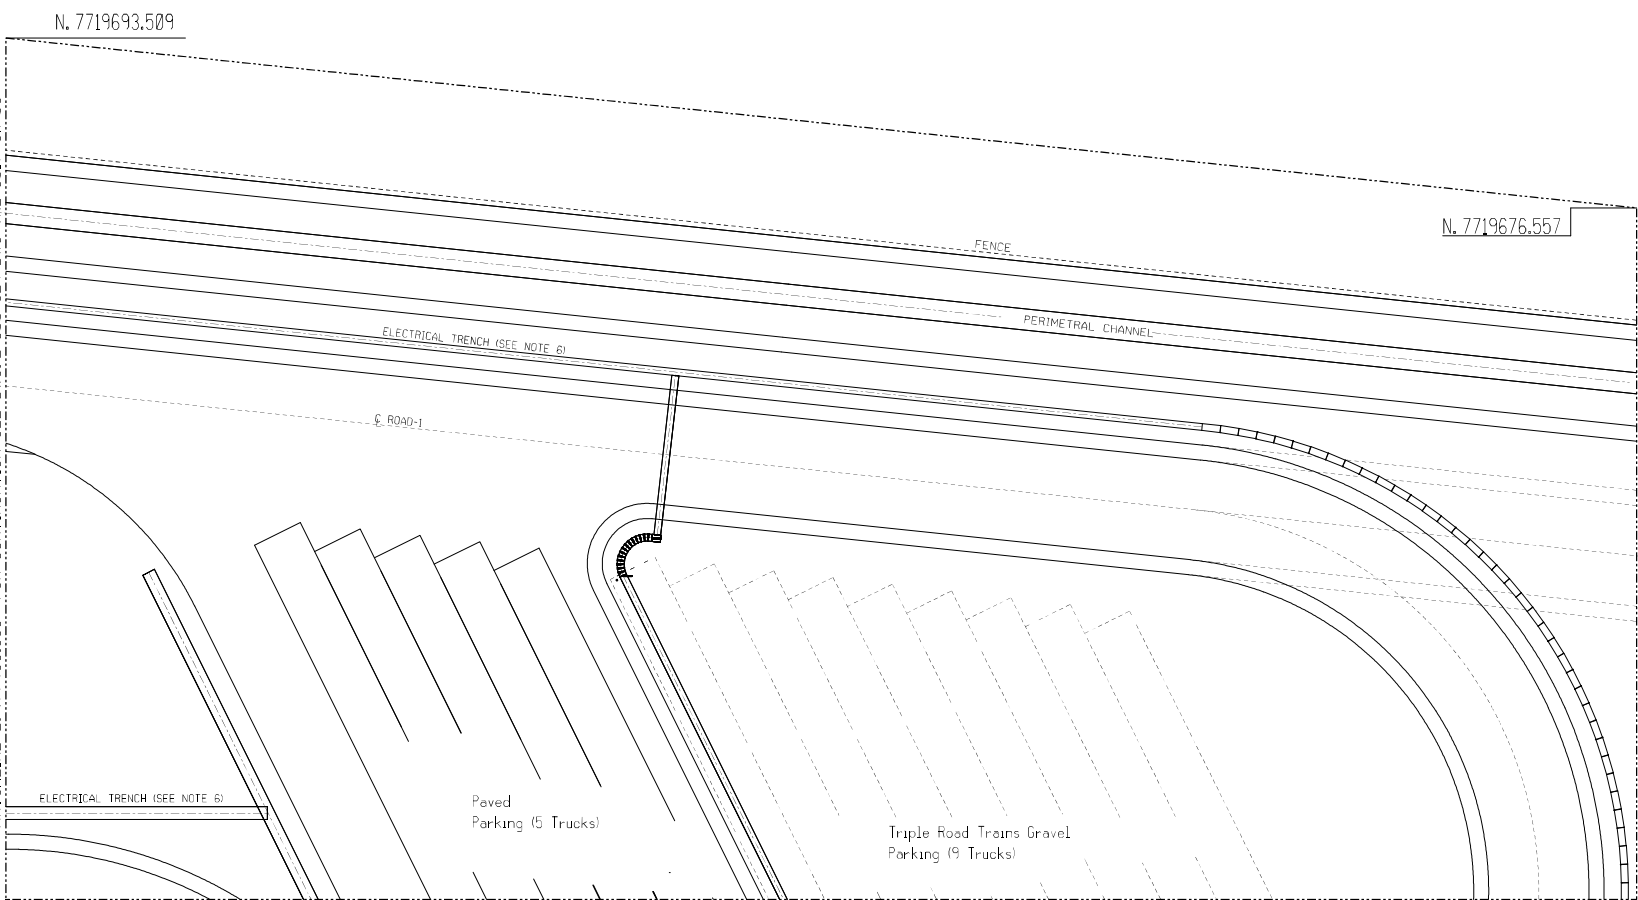 N. 7719693.509
N. 7719676.557
FENCE
PERIMETRAL CHANNEL
ELECTRICAL TRENCH (SEE NOTE 6)
℄ ROAD-1
ELECTRICAL TRENCH (SEE NOTE 6)
Paved
Parking (5 Trucks)
Triple Road Trains Gravel
Parking (9 Trucks)